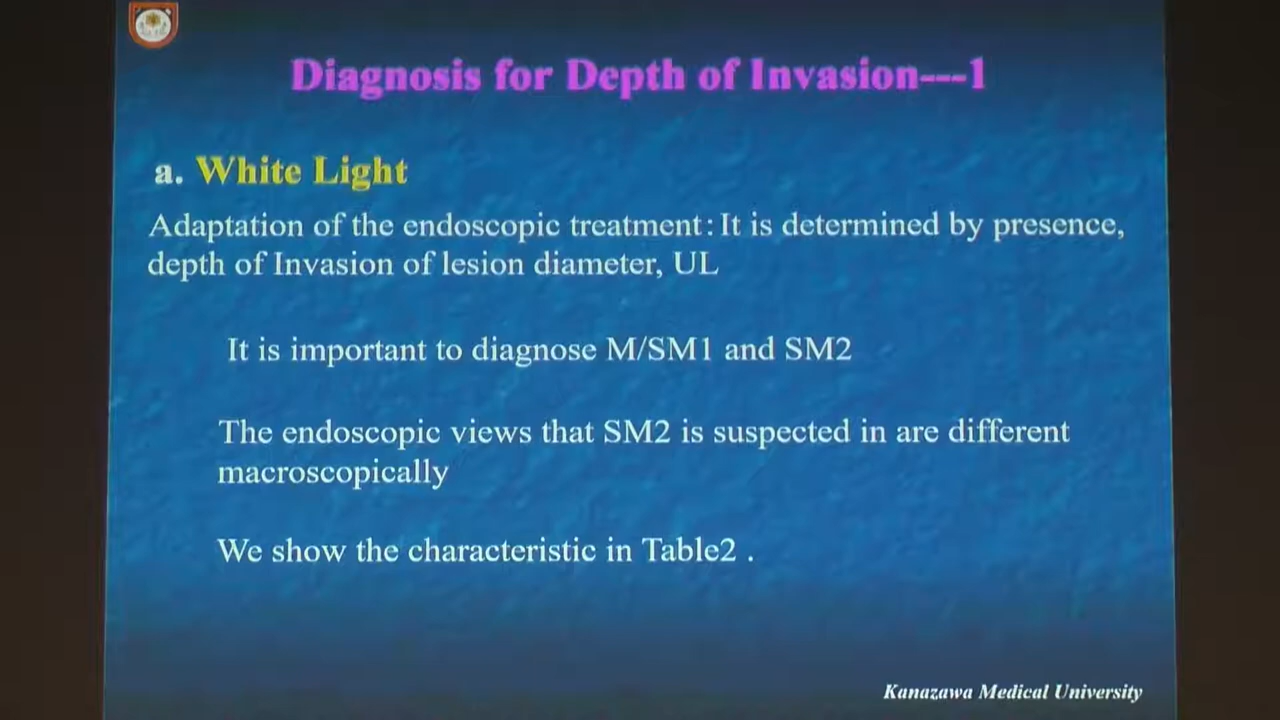 Diagnosis for Depth of Invasion---1
a. White Light
Adaptation of the endoscopic treatment: It is determined by presence,
depth of Invasion of lesion diameter, UL
It is important to diagnose M/SM1 and SM2
The endoscopic views that SM2 is suspected in are different
macroscopically
We show the characteristic in Table2 .
Kanazawa Medical University